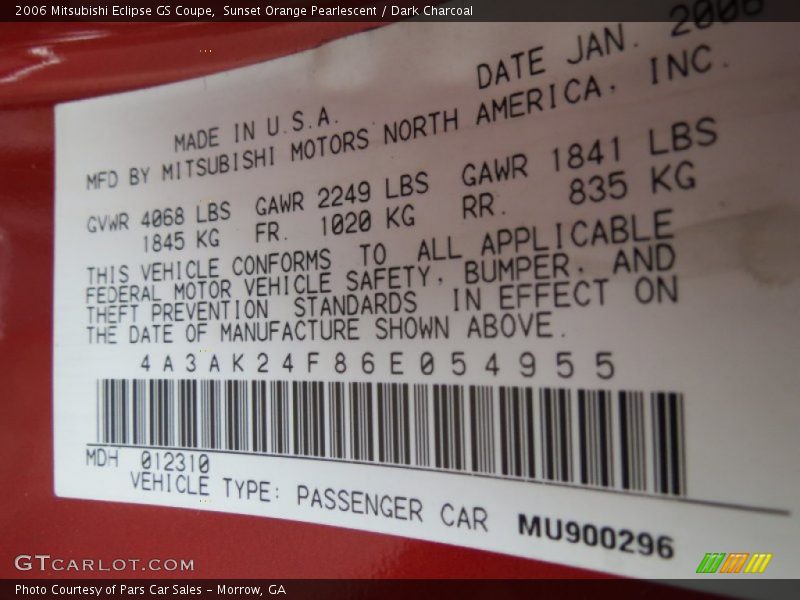 2006 Mitsubishi Eclipse GS Coupe, Sunset Orange Pearlescent / Dark Charcoal
DATE JAN. 2006
MADE IN U.S.A.
MFD BY MITSUBISHI MOTORS NORTH AMERICA, INC.
GVWR 4068 LBS GAWR 2249 LBS GAWR 1841 LBS
1845 KG FR. 1020 KG RR. 835 KG
THIS VEHICLE CONFORMS TO ALL APPLICABLE
FEDERAL MOTOR VEHICLE SAFETY, BUMPER, AND
THEFT PREVENTION STANDARDS IN EFFECT ON
THE DATE OF MANUFACTURE SHOWN ABOVE.
4A3AK24F86E054955
MDH 012310
VEHICLE TYPE: PASSENGER CAR MU900296
GTCARLOT.COM
Photo Courtesy of Pars Car Sales - Morrow, GA